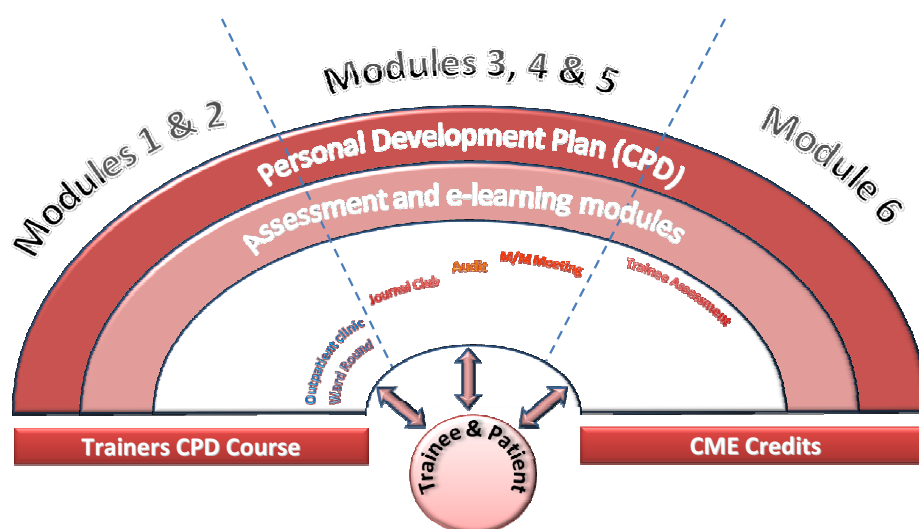 Modules 1 & 2
Modules 3, 4 & 5
Module 6
Personal Development Plan (CPD)
Assessment and e-learning modules
Outpatient clinic
Ward Round
Journal Club
Audit
M/M Meeting
Trainee Assessment
Trainers CPD Course
Trainee & Patient
CME Credits